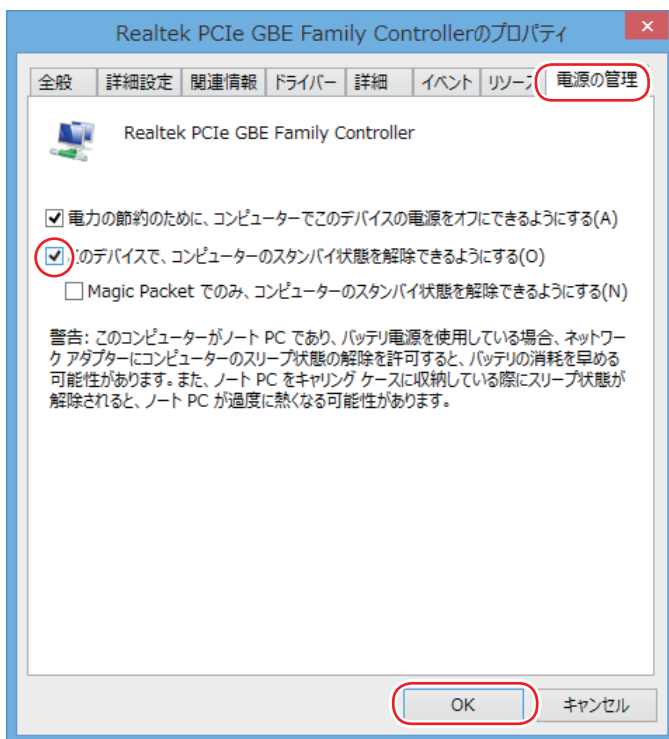 Realtek PCIe GBE Family Controllerのプロパティ
全般 詳細設定 関連情報 ドライバー 詳細 イベント リソー 電源の管理
Realtek PCIe GBE Family Controller
電力の節約のために、コンピューターでこのデバイスの電源をオフにできるようにする(A)
このデバイスで、コンピューターのスタンバイ状態を解除できるようにする(O)
Magic Packet でのみ、コンピューターのスタンバイ状態を解除できるようにする(N)
警告: このコンピューターがノート PC であり、バッテリ電源を使用している場合、ネットワー
ク アダプターにコンピューターのスリープ状態の解除を許可すると、バッテリの消耗を早める
可能性があります。また、ノート PC をキャリング ケースに収納している際にスリープ状態が
解除されると、ノート PC が過度に熱くなる可能性があります。
OK キャンセル